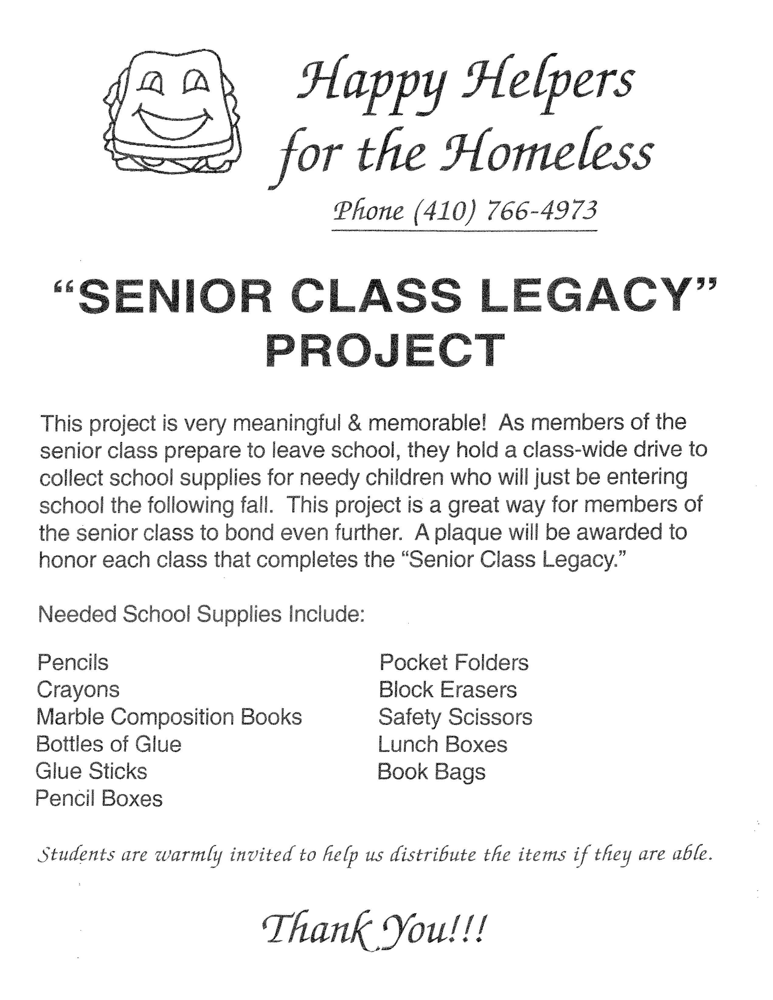 Happy Helpers
for the Homeless
Phone (410) 766-4973
“SENIOR CLASS LEGACY”
PROJECT
This project is very meaningful & memorable! As members of the
senior class prepare to leave school, they hold a class-wide drive to
collect school supplies for needy children who will just be entering
school the following fall. This project is a great way for members of
the senior class to bond even further. A plaque will be awarded to
honor each class that completes the “Senior Class Legacy.”
Needed School Supplies Include:
Pencils
Crayons
Marble Composition Books
Bottles of Glue
Glue Sticks
Pencil Boxes
Pocket Folders
Block Erasers
Safety Scissors
Lunch Boxes
Book Bags
Students are warmly invited to help us distribute the items if they are able.
Thank You!!!